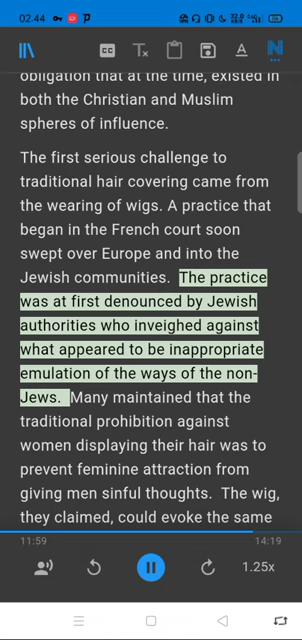 02.44
CC
A
N
obligation that at the time, existed in
both the Christian and Muslim
spheres of influence.
The first serious challenge to
traditional hair covering came from
the wearing of wigs. A practice that
began in the French court soon
swept over Europe and into the
Jewish communities. The practice
was at first denounced by Jewish
authorities who inveighed against
what appeared to be inappropriate
emulation of the ways of the non-
Jews. Many maintained that the
traditional prohibition against
women displaying their hair was to
prevent feminine attraction from
giving men sinful thoughts. The wig,
they claimed, could evoke the same
11:59
14:19
1.25x